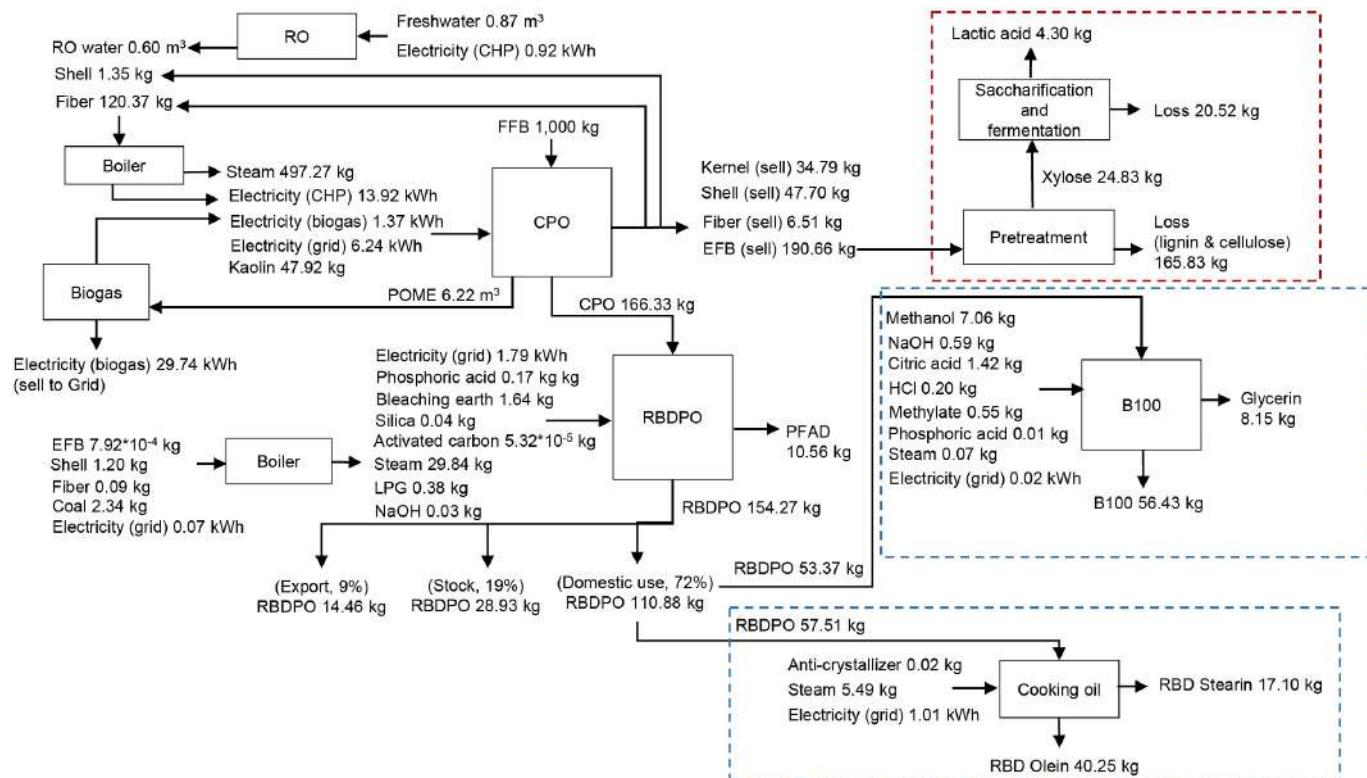 RO
Freshwater 0.87 m³
Electricity (CHP) 0.92 kWh
RO water 0.60 m³
Shell 1.35 kg
Fiber 120.37 kg
Boiler
Steam 497.27 kg
Electricity (CHP) 13.92 kWh
Electricity (biogas) 1.37 kWh
Electricity (grid) 6.24 kWh
Kaolin 47.92 kg
Biogas
POME 6.22 m³
Electricity (biogas) 29.74 kWh
(sell to Grid)
FFB 1,000 kg
CPO
CPO 166.33 kg
Kernel (sell) 34.79 kg
Shell (sell) 47.70 kg
Fiber (sell) 6.51 kg
EFB (sell) 190.66 kg
Lactic acid 4.30 kg
Saccharification
and
fermentation
Loss 20.52 kg
Xylose 24.83 kg
Pretreatment
Loss
(lignin & cellulose)
165.83 kg
EFB 7.92*10⁻⁴ kg
Shell 1.20 kg
Fiber 0.09 kg
Coal 2.34 kg
Electricity (grid) 0.07 kWh
Boiler
Electricity (grid) 1.79 kWh
Phosphoric acid 0.17 kg kg
Bleaching earth 1.64 kg
Silica 0.04 kg
Activated carbon 5.32*10⁻⁵ kg
Steam 29.84 kg
LPG 0.38 kg
NaOH 0.03 kg
RBDPO
PFAD
10.56 kg
RBDPO 154.27 kg
(Export, 9%)
RBDPO 14.46 kg
(Stock, 19%)
RBDPO 28.93 kg
(Domestic use, 72%)
RBDPO 110.88 kg
RBDPO 53.37 kg
Methanol 7.06 kg
NaOH 0.59 kg
Citric acid 1.42 kg
HCl 0.20 kg
Methylate 0.55 kg
Phosphoric acid 0.01 kg
Steam 0.07 kg
Electricity (grid) 0.02 kWh
B100
Glycerin
8.15 kg
B100 56.43 kg
RBDPO 57.51 kg
Anti-crystallizer 0.02 kg
Steam 5.49 kg
Electricity (grid) 1.01 kWh
Cooking oil
RBD Stearin 17.10 kg
RBD Olein 40.25 kg